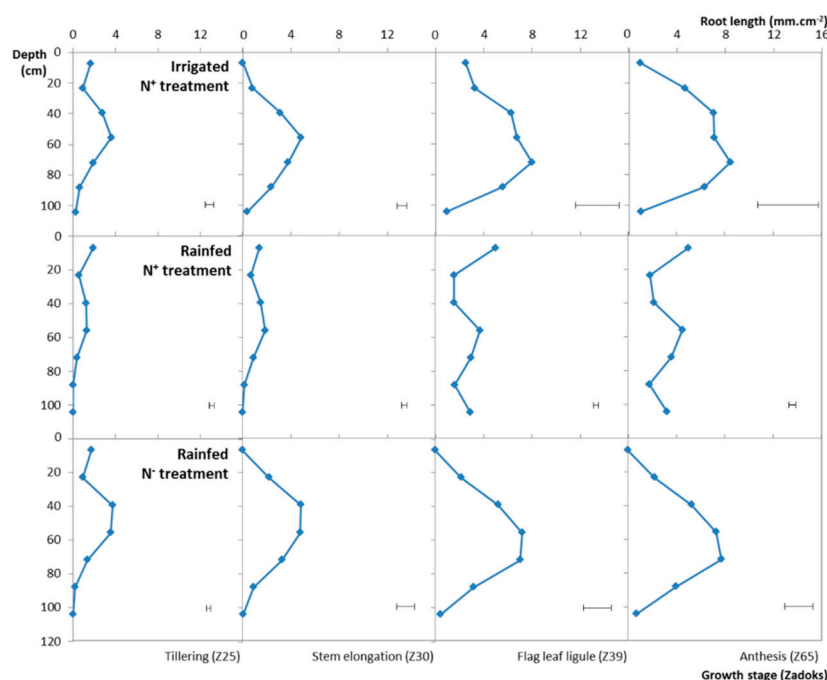 Root length (mm.cm⁻²)
0 4 8 12 0 4 8 12 0 4 8 12 0 4 8 12 16
Depth
(cm)
0
20
40
60
80
100
Irrigated
N⁺ treatment
0
20
40
60
80
100
Rainfed
N⁺ treatment
0
20
40
60
80
100
120
Rainfed
N⁻ treatment
Tillering (Z25) Stem elongation (Z30) Flag leaf ligule (Z39) Anthesis (Z65)
Growth stage (Zadoks)